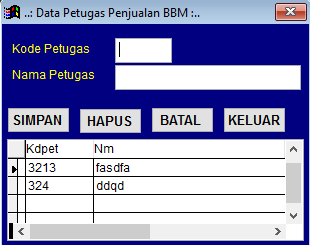 ..: Data Petugas Penjualan BBM :..
Kode Petugas
Nama Petugas
SIMPAN HAPUS BATAL KELUAR
Kdpet Nm
3213 fasdfa
324 ddqd